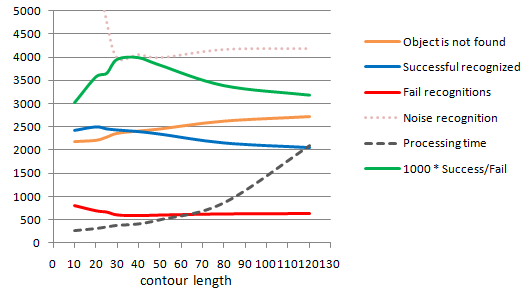 5000
4500
4000
3500
3000
2500
2000
1500
1000
500
0
0 10 20 30 40 50 60 70 80 90 100 110 120 130
contour length
Object is not found
Successful recognized
Fail recognitions
Noise recognition
Processing time
1000 * Success/Fail